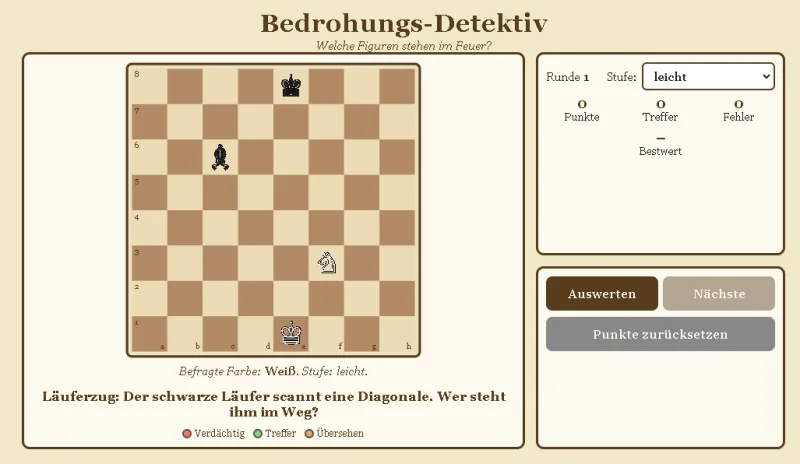 Bedrohungs-Detektiv
Welche Figuren stehen im Feuer?
8
7
6
5
4
3
2
1
a b c d e f g h
Befragte Farbe: Weiß. Stufe: leicht.
Läuferzug: Der schwarze Läufer scannt eine Diagonale. Wer steht
ihm im Weg?
Verdächtig Treffer Übersehen
Runde 1 Stufe: leicht
0 0 0
Punkte Treffer Fehler
–
Bestwert
Auswerten Nächste
Punkte zurücksetzen